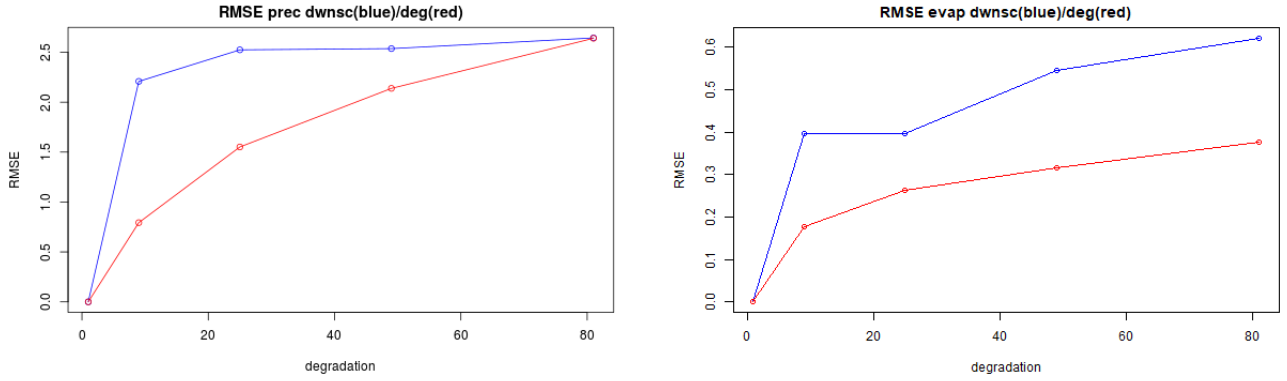 RMSE prec dwnsc(blue)/deg(red)
RMSE
2.5
2.0
1.5
1.0
0.5
0.0
0 20 40 60 80
degradation
RMSE evap dwnsc(blue)/deg(red)
RMSE
0.6
0.5
0.4
0.3
0.2
0.1
0.0
0 20 40 60 80
degradation